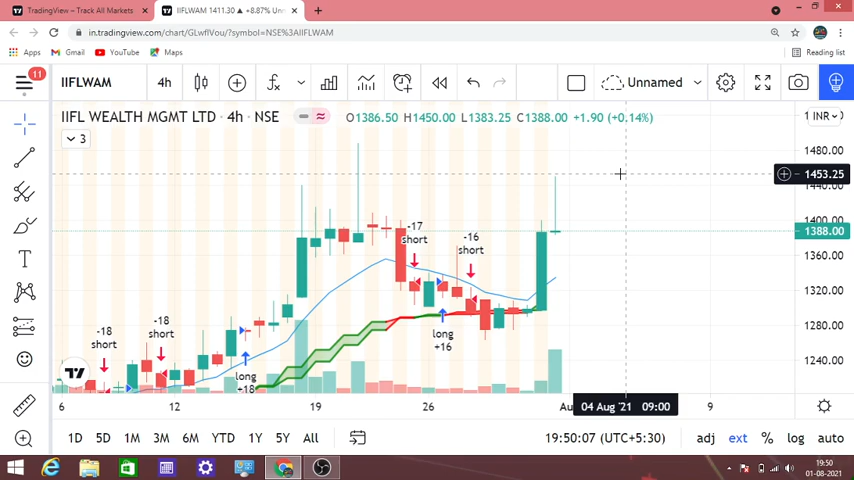 TradingView – Track All Markets
IIFLWAM 1411.30 ▲ +8.87% Unn
in.tradingview.com/chart/GLwflVou/?symbol=NSE%3AIIFLWAM
Apps Gmail YouTube Maps Reading list
11
IIFLWAM 4h Unnamed
IIFL WEALTH MGMT LTD · 4h · NSE O1386.50 H1450.00 L1383.25 C1388.00 +1.90 (+0.14%) INR
3
1480.00
1453.25
1440.00
1400.00
1388.00
1360.00
1320.00
1280.00
1240.00
-17
short
-16
short
long
+16
-18
short
-18
short
long
+18
6 12 19 26 Au 04 Aug '21 09:00 9
1D 5D 1M 3M 6M YTD 1Y 5Y All 19:50:07 (UTC+5:30) adj ext % log auto
19:50
01-08-2021